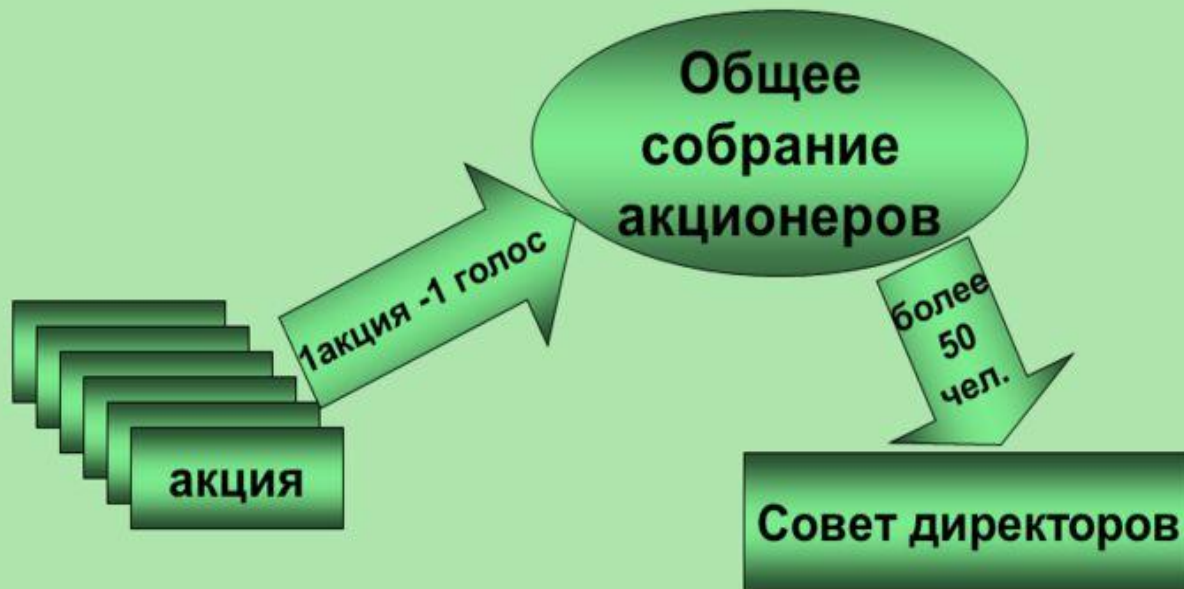 Общее
собрание
акционеров
1акция -1 голос
более
50
чел.
акция
Совет директоров